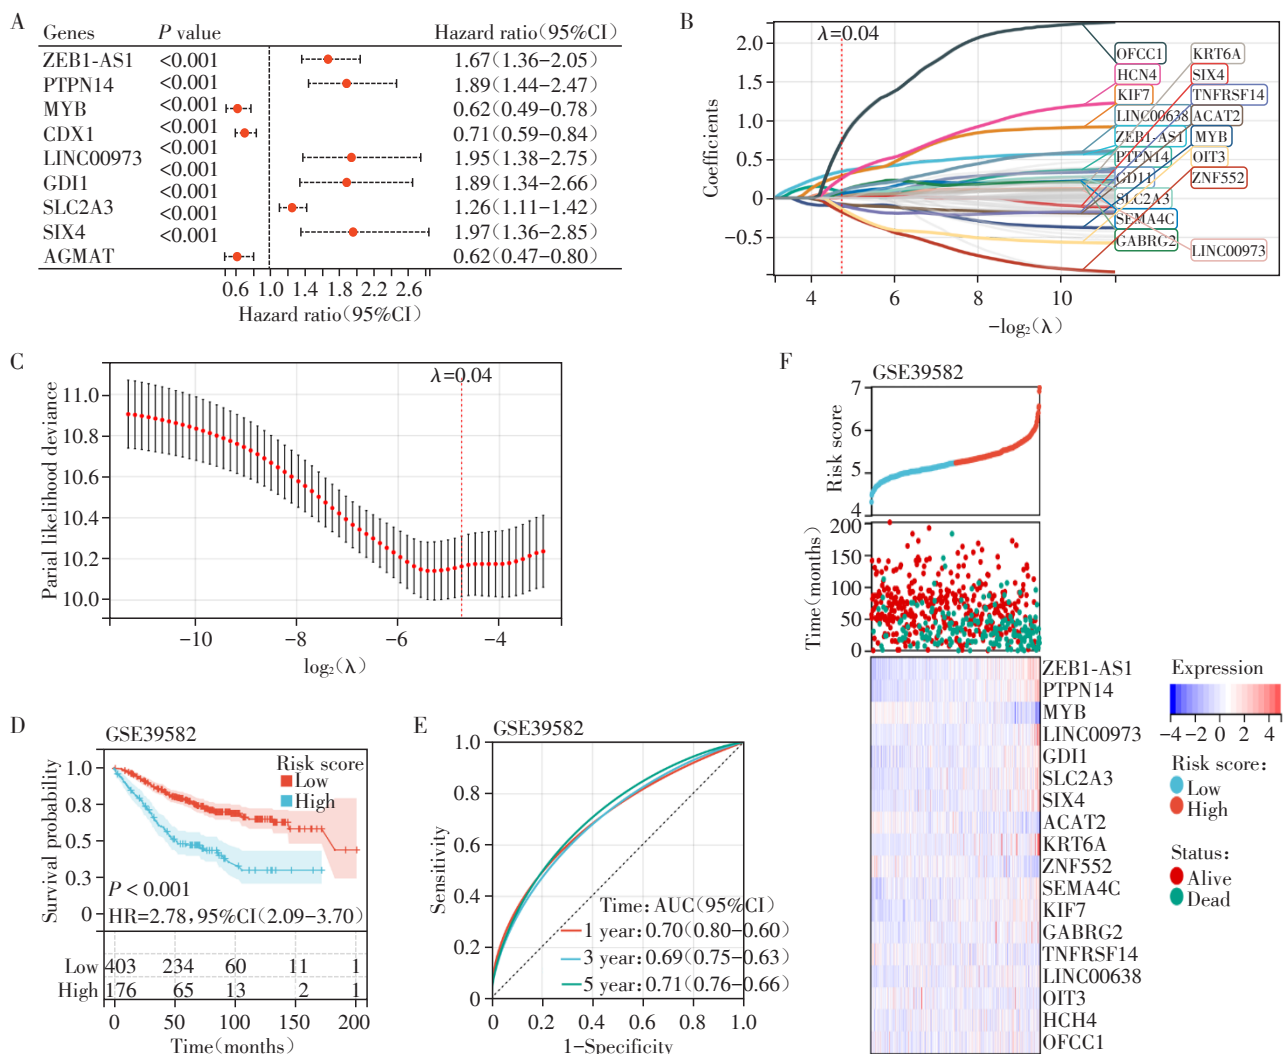 A
Genes P value Hazard ratio(95%CI)
ZEB1-AS1 <0.001 1.67(1.36-2.05)
PTPN14 <0.001 1.89(1.44-2.47)
MYB <0.001 0.62(0.49-0.78)
CDX1 <0.001 0.71(0.59-0.84)
LINC00973 <0.001 1.95(1.38-2.75)
GDI1 <0.001 1.89(1.34-2.66)
SLC2A3 <0.001 1.26(1.11-1.42)
SIX4 <0.001 1.97(1.36-2.85)
AGMAT <0.001 0.62(0.47-0.80)
0.6 1.0 1.4 1.8 2.2 2.6
Hazard ratio(95%CI)
B
λ=0.04
Coefficients
2.0
1.5
1.0
0.5
0
-0.5
OFCC1 KRT6A
HCN4 SIX4
KIF7 TNFRSF14
LINC00638 ACAT2
ZEB1-AS1 MYB
PTPN14 OIT3
GD11 ZNF552
SLC2A3
SEMA4C
GABRG2 LINC00973
4 6 8 10
-log₂(λ)
C
λ=0.04
Parial likelihood deviance
11.0
10.8
10.6
10.4
10.2
10.0
-10 -8 -6 -4
log₂(λ)
D
GSE39582
Survival probability
1.0
0.8
0.5
0.3
0
Risk score
Low
High
P < 0.001
HR=2.78,95%CI(2.09-3.70)
Low 403 234 60 11 1
High 176 65 13 2 1
0 50 100 150 200
Time(months)
E
GSE39582
Sensitivity
1.0
0.8
0.6
0.4
0.2
0
Time:AUC(95%CI)
1 year:0.70(0.80-0.60)
3 year:0.69(0.75-0.63)
5 year:0.71(0.76-0.66)
0 0.2 0.4 0.6 0.8 1.0
1-Specificity
F
GSE39582
Risk score
7
6
5
4
Time(months)
200
150
100
50
0
ZEB1-AS1
PTPN14
MYB
LINC00973
GDI1
SLC2A3
SIX4
ACAT2
KRT6A
ZNF552
SEMA4C
KIF7
GABRG2
TNFRSF14
LINC00638
OIT3
HCH4
OFCC1
Expression
-4 -2 0 2 4
Risk score:
Low
High
Status:
Alive
Dead